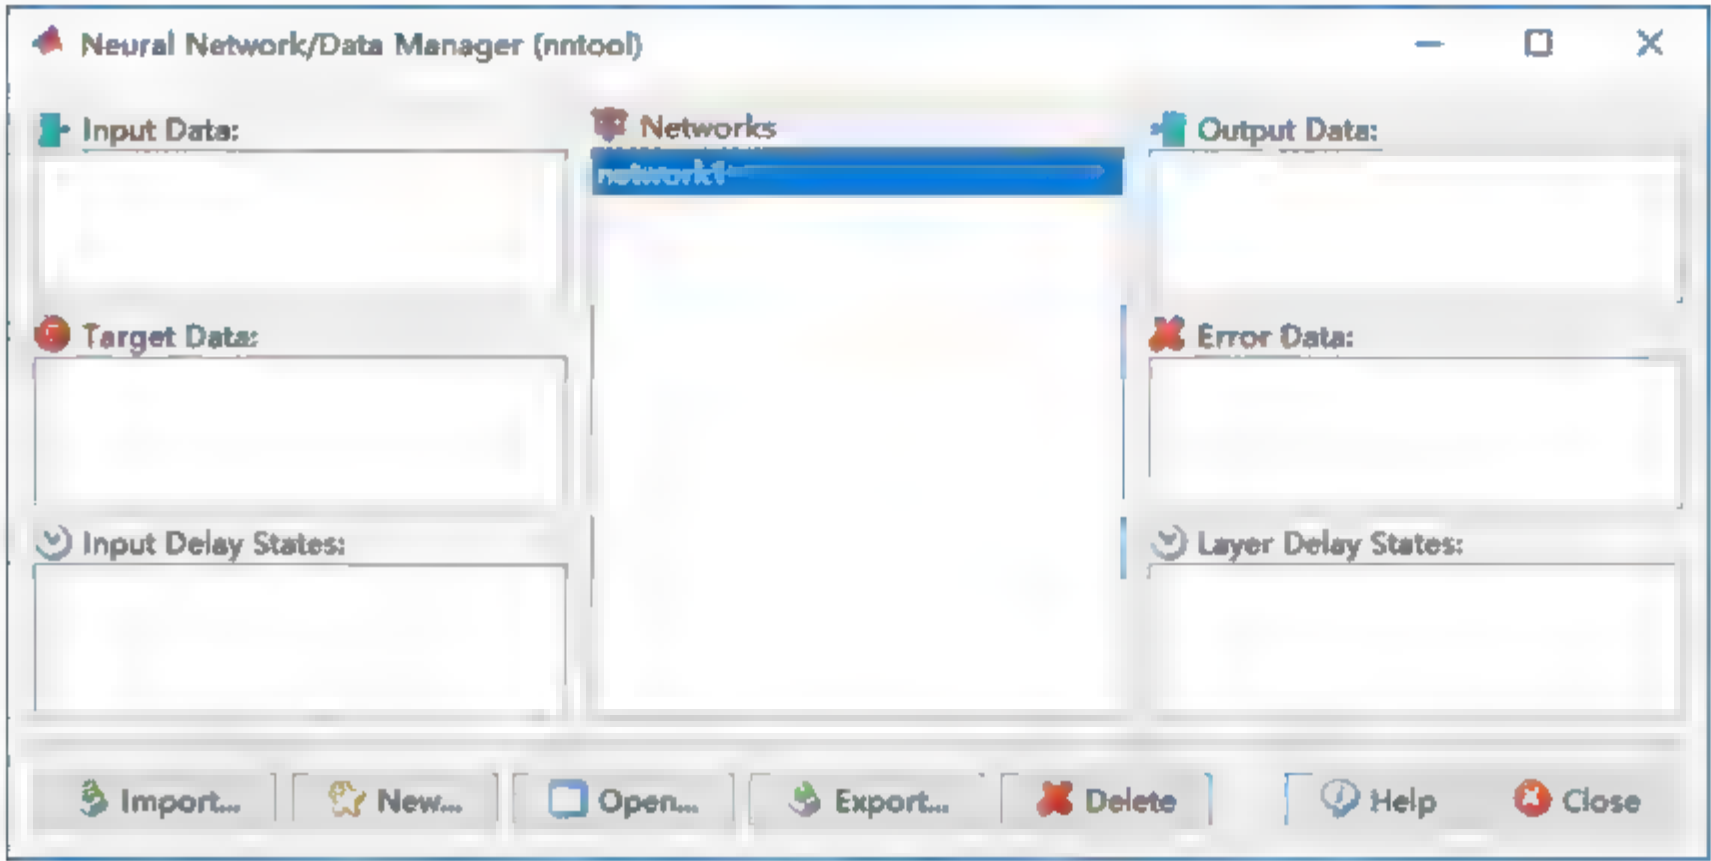 Neural Network/Data Manager (nntool)
Input Data:
Networks
Output Data:
network1
Target Data:
Error Data:
Input Delay States:
Layer Delay States:
Import...
New...
Open...
Export...
Delete
Help
Close